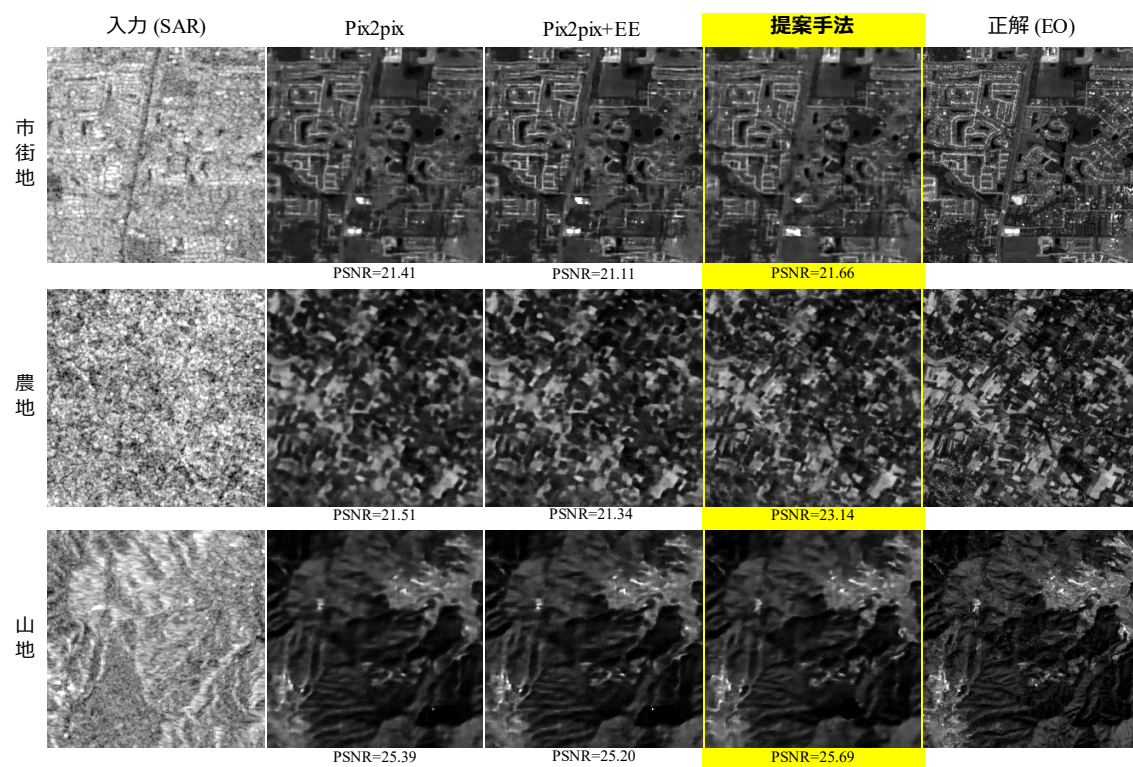 入力 (SAR)
Pix2pix
Pix2pix+EE
提案手法
正解 (EO)
市街地
PSNR=21.41
PSNR=21.11
PSNR=21.66
農地
PSNR=21.51
PSNR=21.34
PSNR=23.14
山地
PSNR=25.39
PSNR=25.20
PSNR=25.69